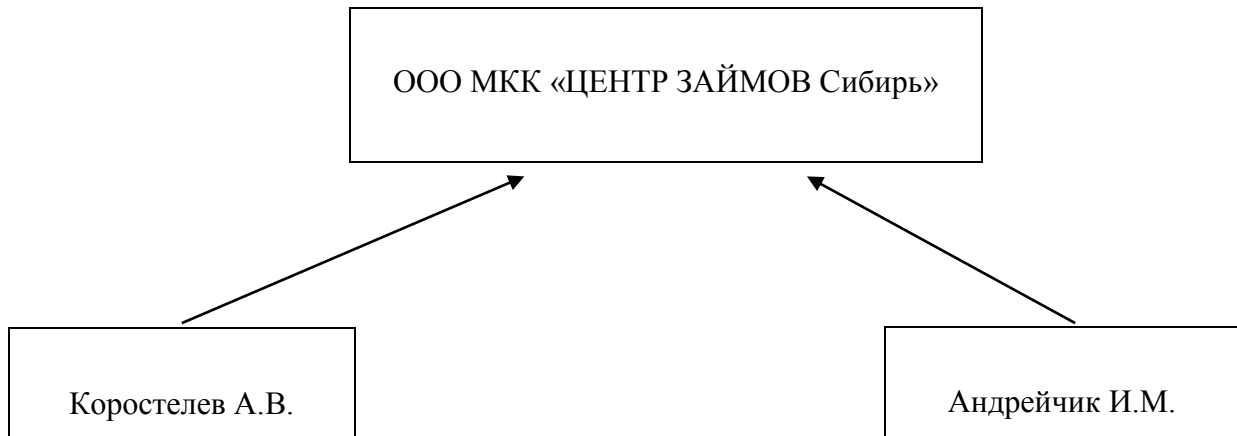 ООО МКК «ЦЕНТР ЗАЙМОВ Сибирь»
Коростелев А.В.
Андрейчик И.М.